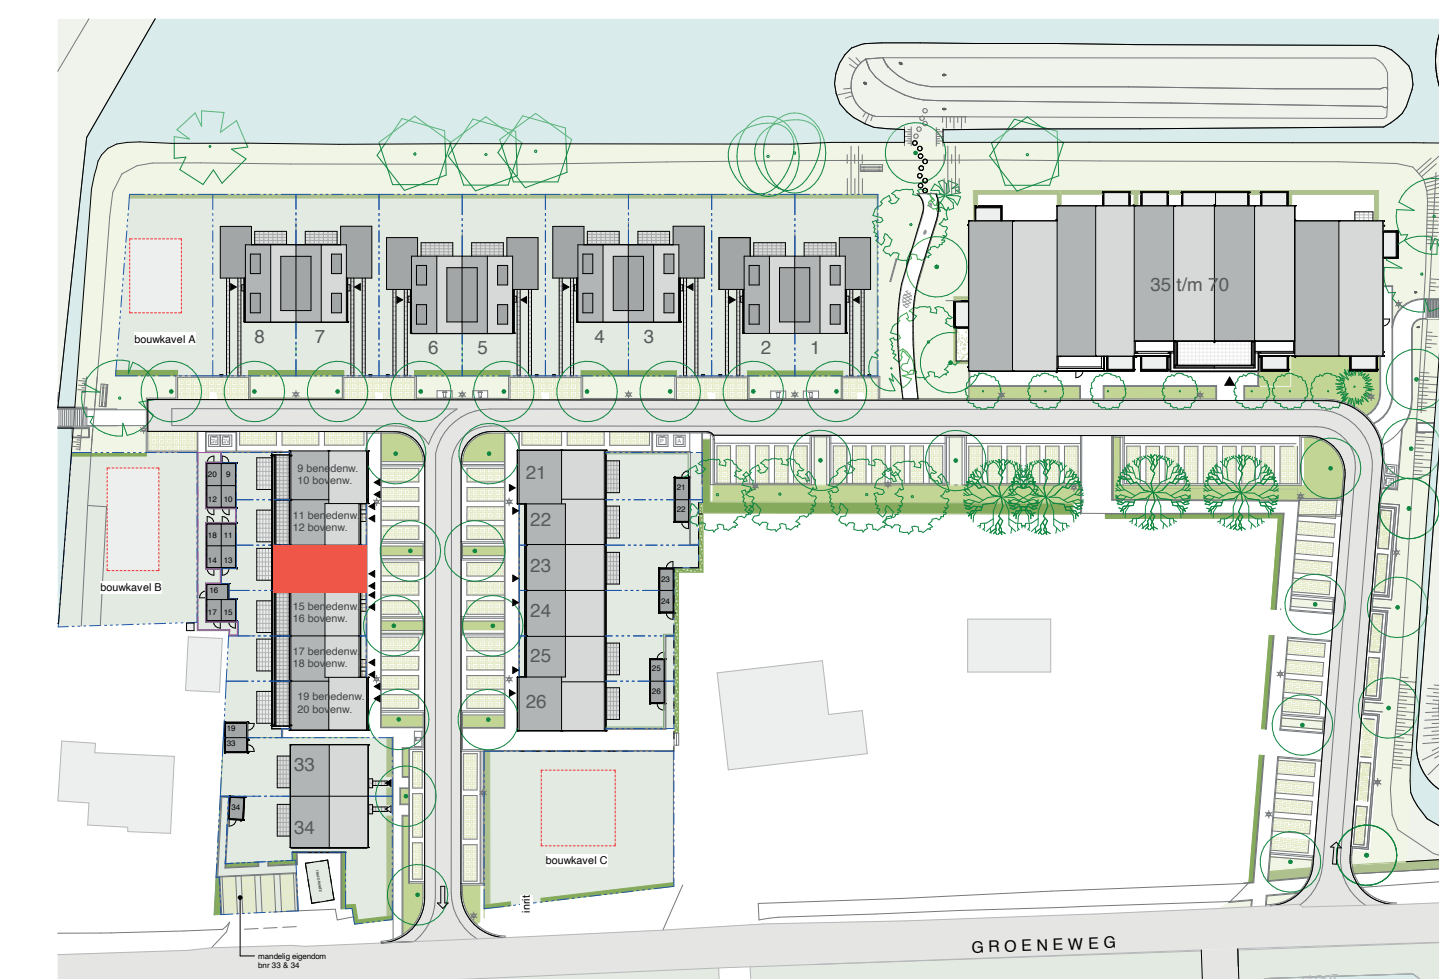 35 t/m 70
bouwkavel A
8
7
6
5
4
3
2
1
9 benedenw.
10 bovenw.
11 benedenw.
12 bovenw.
15 benedenw.
16 bovenw.
17 benedenw.
18 bovenw.
19 benedenw.
20 bovenw.
20 9
12 10
18 11
14 13
16
17 15
bouwkavel B
21
22
23
24
25
26
21
22
23
24
25
26
19
33
34
33
34
bouwkavel C
inrit
GROENEWEG
mandelig eigendom
bnr 33 & 34